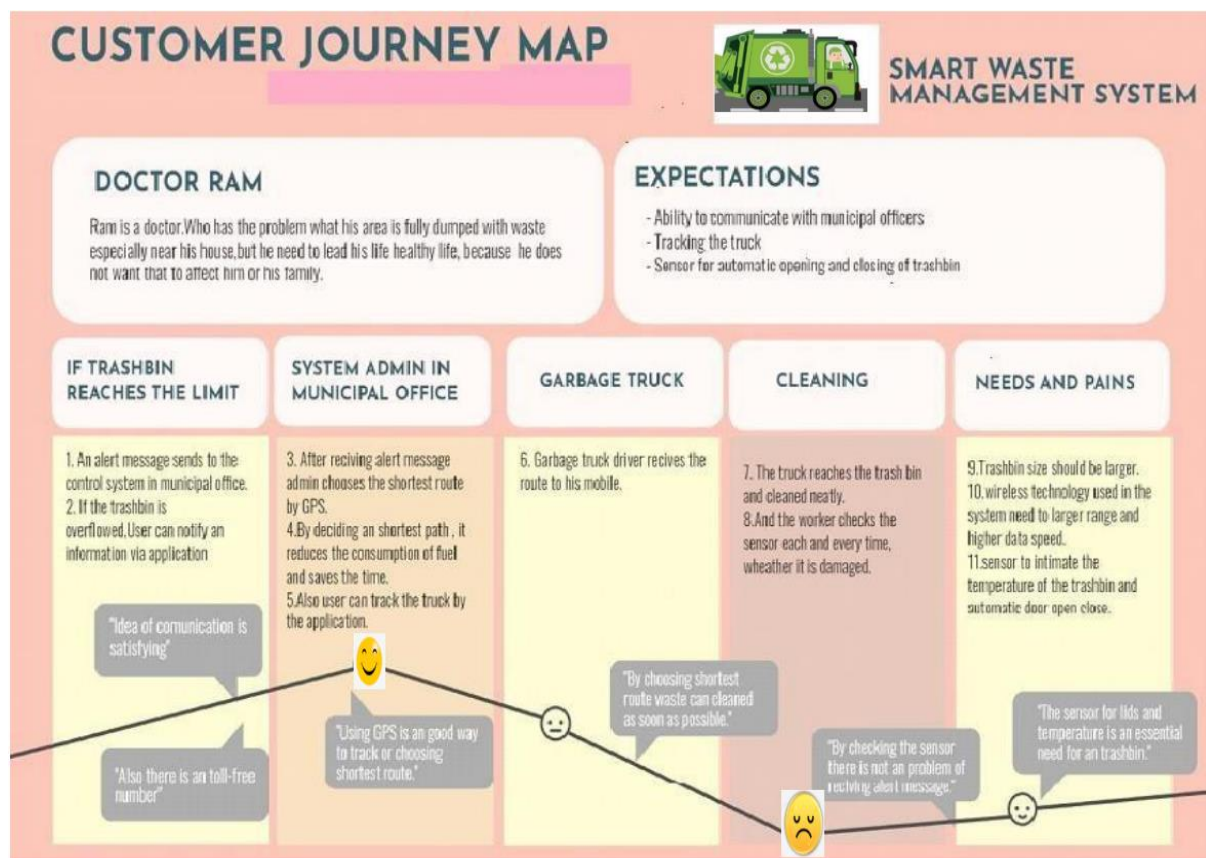 CUSTOMER JOURNEY MAP
SMART WASTE
MANAGEMENT SYSTEM
DOCTOR RAM
Ram is a doctor.Who has the problem what his area is fully dumped with waste
especially near his house,but he need to lead his life healthy life, because he does
not want that to affect him or his family.
EXPECTATIONS
- Ability to communicate with municipal officers
- Tracking the truck
- Sensor for automatic opening and closing of trashbin
IF TRASHBIN
REACHES THE LIMIT
1. An alert message sends to the
control system in municipal office.
2. If the trashbin is
overflowed,User can notify an
information via application
"Idea of comunication is
satisfying"
"Also there is an toll-free
number"
SYSTEM ADMIN IN
MUNICIPAL OFFICE
3. After reciving alert message
admin chooses the shortest route
by GPS.
4.By deciding an shortest path , it
reduces the consumption of fuel
and saves the time.
5.Also user can track the truck by
the application.
"Using GPS is an good way
to track or choosing
shortest route."
GARBAGE TRUCK
6. Garbage truck driver recives the
route to his mobile.
"By choosing shortest
route waste can cleaned
as soon as possible."
CLEANING
7. The truck reaches the trash bin
and cleaned neatly.
8.And the worker checks the
sensor each and every time,
wheather it is damaged.
"By checking the sensor
there is not an problem of
reciving alert message."
NEEDS AND PAINS
9.Trashbin size should be larger.
10.wireless technology used in the
system need to larger range and
higher data speed.
11.sensor to intimate the
temperature of the trashbin and
automatic door open close.
"The sensor for lids and
temperature is an essential
need for an trashbin."